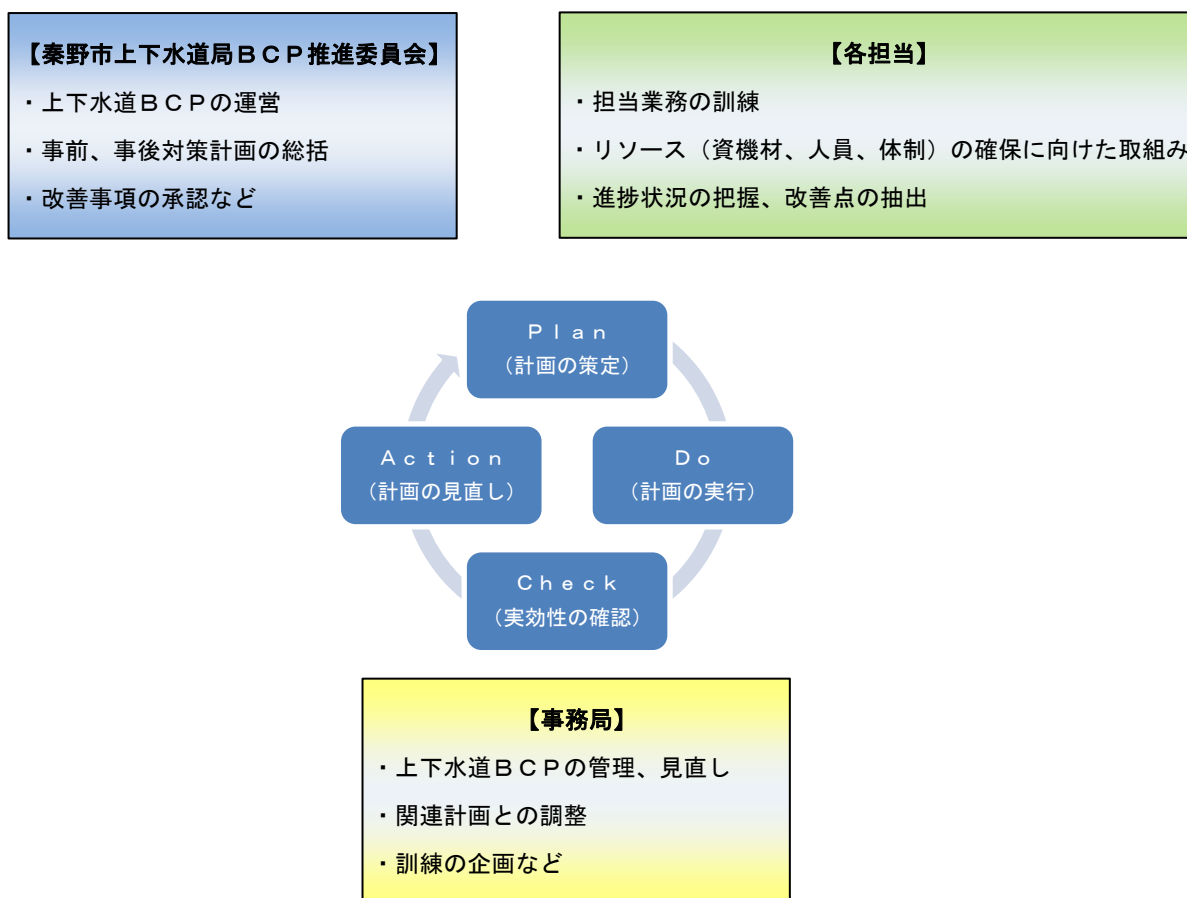 【秦野市上下水道局ＢＣＰ推進委員会】
・上下水道ＢＣＰの運営
・事前、事後対策計画の総括
・改善事項の承認など
【各担当】
・担当業務の訓練
・リソース（資機材、人員、体制）の確保に向けた取組み
・進捗状況の把握、改善点の抽出
Ｐｌａｎ
（計画の策定）
Ｄｏ
（計画の実行）
Ｃｈｅｃｋ
（実効性の確認）
Ａｃｔｉｏｎ
（計画の見直し）
【事務局】
・上下水道ＢＣＰの管理、見直し
・関連計画との調整
・訓練の企画など